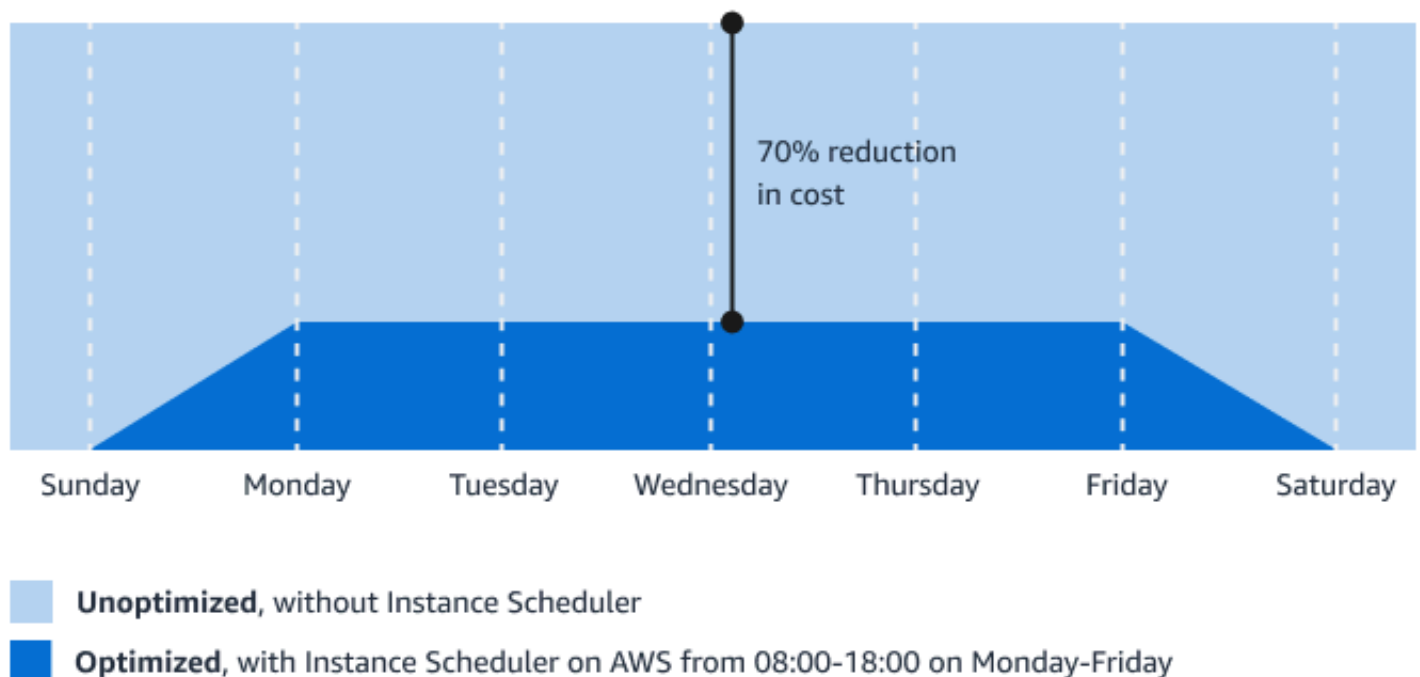 70% reduction
in cost
Sunday Monday Tuesday Wednesday Thursday Friday Saturday
Unoptimized, without Instance Scheduler
Optimized, with Instance Scheduler on AWS from 08:00-18:00 on Monday-Friday